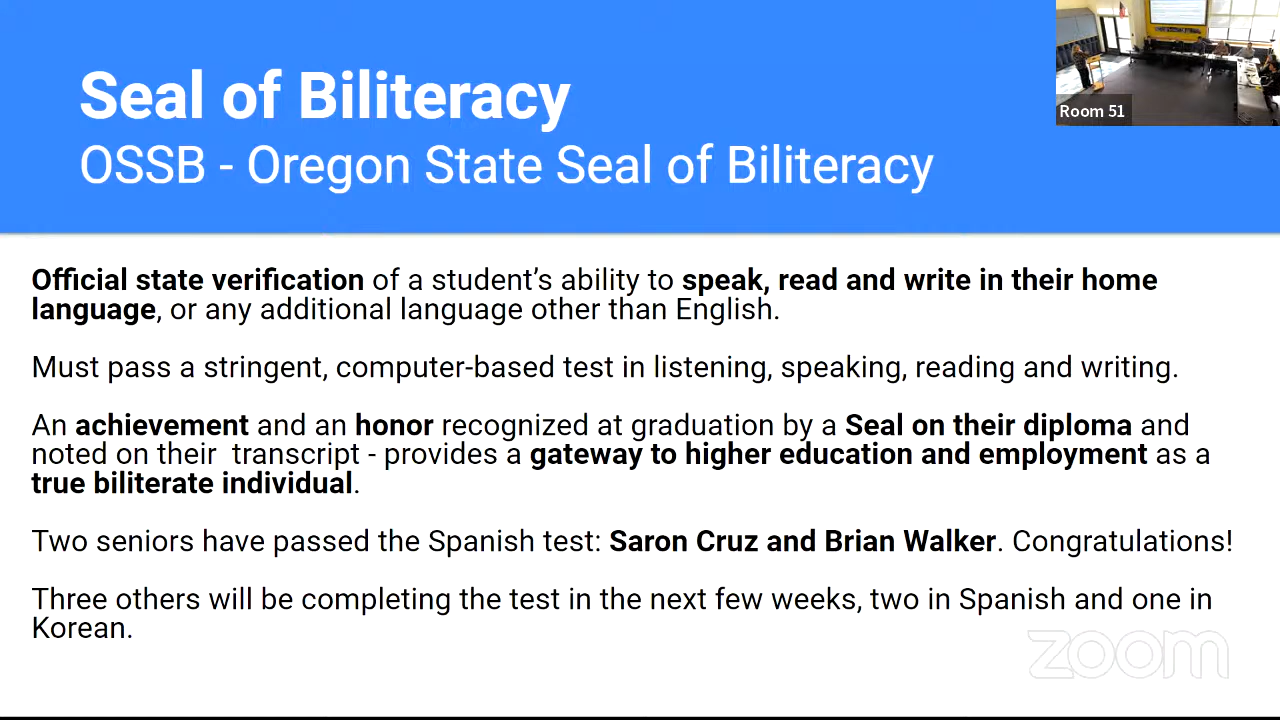 Seal of Biliteracy
OSSB - Oregon State Seal of Biliteracy
Room 51
Official state verification of a student’s ability to speak, read and write in their home
language, or any additional language other than English.
Must pass a stringent, computer-based test in listening, speaking, reading and writing.
An achievement and an honor recognized at graduation by a Seal on their diploma and
noted on their  transcript - provides a gateway to higher education and employment as a
true biliterate individual.
Two seniors have passed the Spanish test: Saron Cruz and Brian Walker. Congratulations!
Three others will be completing the test in the next few weeks, two in Spanish and one in
Korean.
zoom